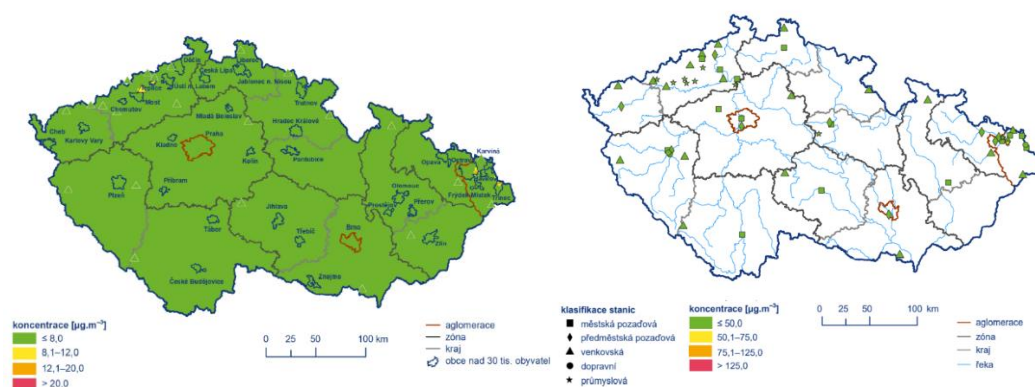 Děčín
Liberec
Česká Lípa
Ústí n. Labem
Jablonec n. Nisou
Most
Chomutov
Trutnov
Cheb
Karlovy Vary
Mladá Boleslav
Hradec Králové
Praha
Kladno
Kolín
Pardubice
Karviná
Opava
Ostrava
Plzeň
Příbram
Frýdek-Místek
Třinec
Olomouc
Prostějov
Přerov
Jihlava
Tábor
Třebíč
Brno
Zlín
České Budějovice
Znojmo
koncentrace [µg.m⁻³]
≤ 8,0
8,1–12,0
12,1–20,0
> 20,0
0 25 50 100 km
aglomerace
zóna
kraj
obce nad 30 tis. obyvatel
klasifikace stanic
městská pozaďová
předměstská pozaďová
venkovská
dopravní
průmyslová
koncentrace [µg.m⁻³]
≤ 50,0
50,1–75,0
75,1–125,0
> 125,0
0 25 50 100 km
aglomerace
zóna
kraj
řeka